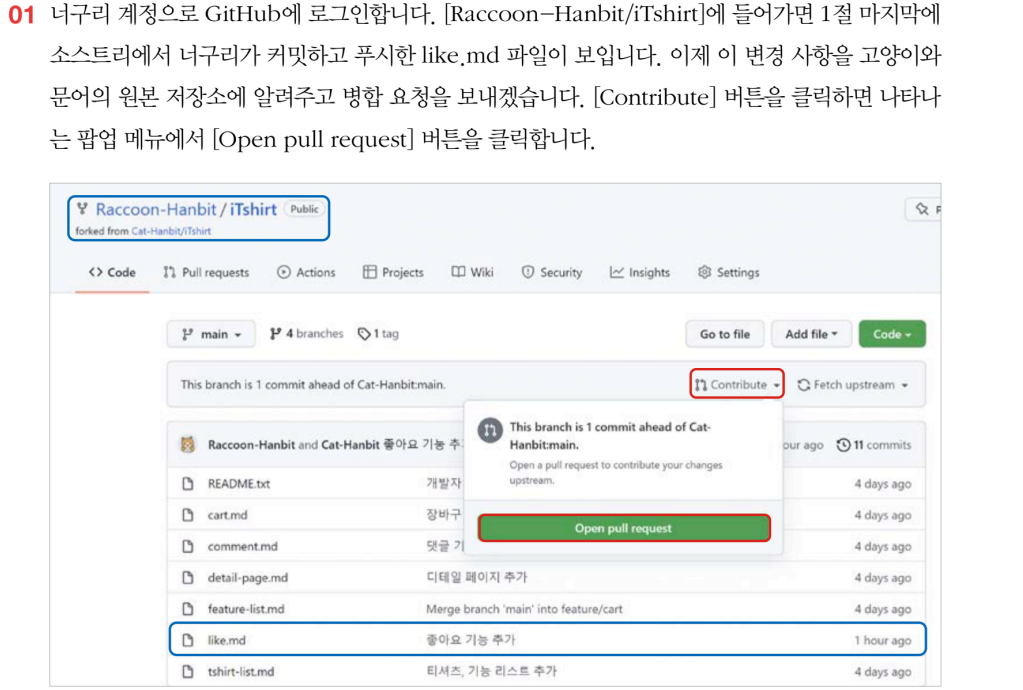 01 너구리 계정으로 GitHub에 로그인합니다. [Raccoon-Hanbit/iTshirt]에 들어가면 1절 마지막에
소스트리에서 너구리가 커밋하고 푸시한 like.md 파일이 보입니다. 이제 이 변경 사항을 고양이와
문어의 원본 저장소에 알려주고 병합 요청을 보내겠습니다. [Contribute] 버튼을 클릭하면 나타나
는 팝업 메뉴에서 [Open pull request] 버튼을 클릭합니다.
Raccoon-Hanbit / iTshirt Public
forked from Cat-Hanbit/iTshirt
<> Code Pull requests Actions Projects Wiki Security Insights Settings
main 4 branches 1 tag Go to file Add file Code
This branch is 1 commit ahead of Cat-Hanbit:main. Contribute Fetch upstream
This branch is 1 commit ahead of Cat-
Hanbit:main.
Open a pull request to contribute your changes
upstream.
Open pull request
Raccoon-Hanbit and Cat-Hanbit 좋아요 기능 추 our ago 11 commits
README.txt 개발자 4 days ago
cart.md 장바구 4 days ago
comment.md 댓글 기 4 days ago
detail-page.md 디테일 페이지 추가 4 days ago
feature-list.md Merge branch 'main' into feature/cart 4 days ago
like.md 좋아요 기능 추가 1 hour ago
tshirt-list.md 티셔츠, 기능 리스트 추가 4 days ago